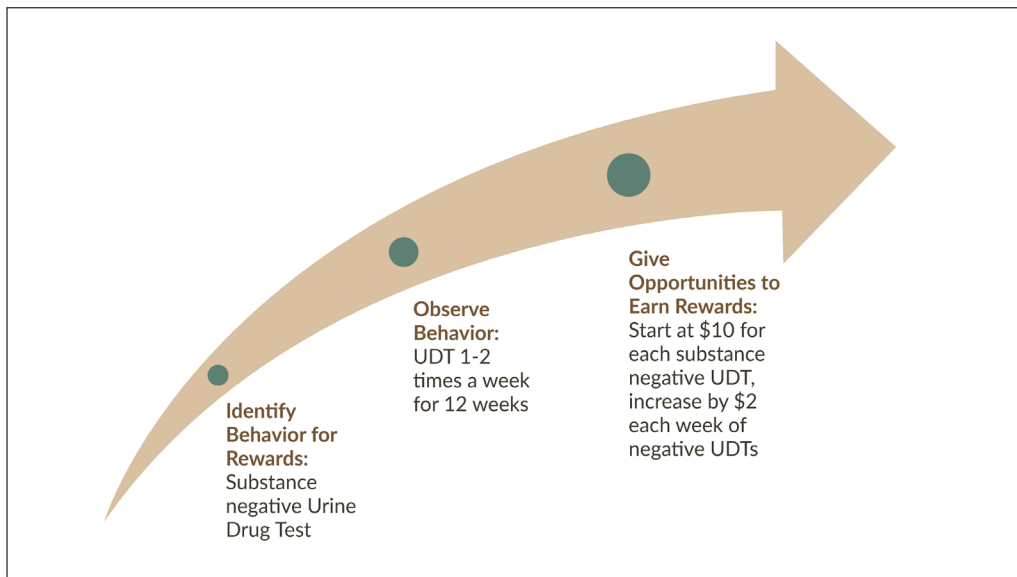 Identify
Behavior for
Rewards:
Substance
negative Urine
Drug Test
Observe
Behavior:
UDT 1-2
times a week
for 12 weeks
Give
Opportunities to
Earn Rewards:
Start at $10 for
each substance
negative UDT,
increase by $2
each week of
negative UDTs